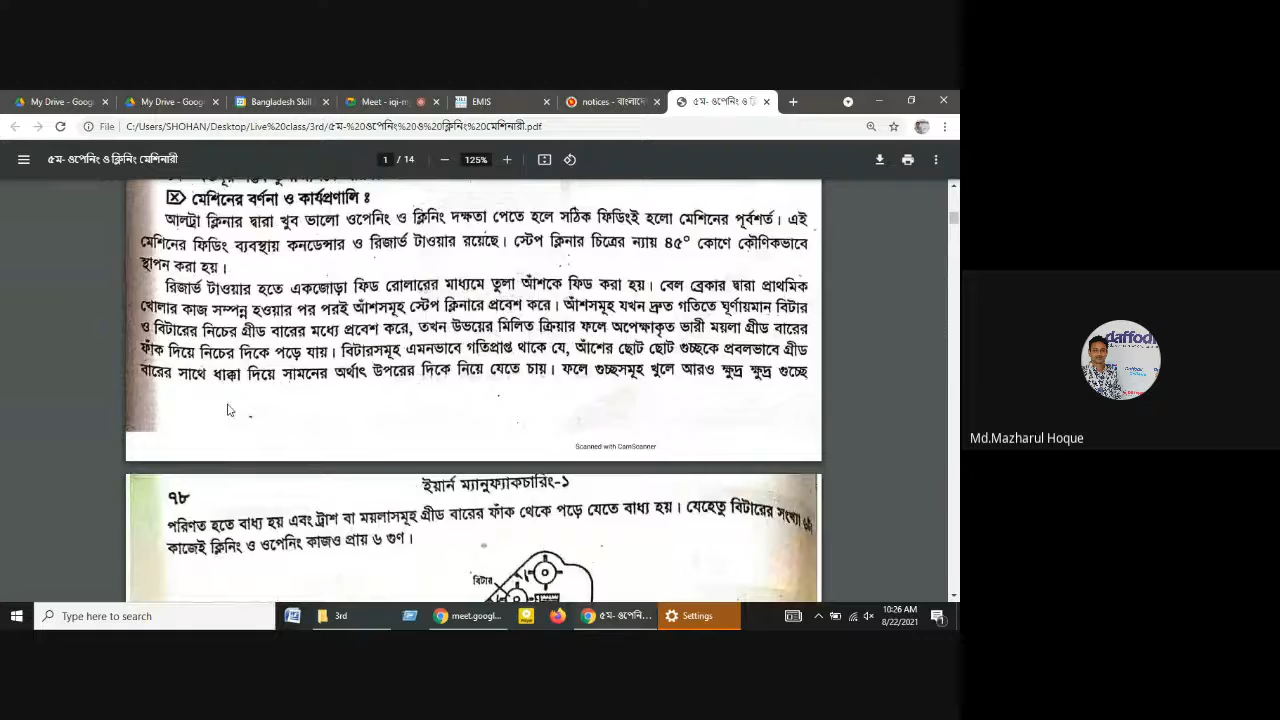 My Drive - Goog
My Drive - Goog
Bangladesh Skill
Meet - iqi-m
EMIS
notices - বাংলাদে
৫ম- ওপেনিং ও ক্লি
File
C:/Users/SHOHAN/Desktop/Live%20class/3rd/৫ম-%20ওপেনিং%20ও%20ক্লিনিং%20মেশিনারী.pdf
৫ম- ওপেনিং ও ক্লিনিং মেশিনারী
1 / 14
125%
মেশিনের বর্ণনা ও কার্যপ্রণালি ঃ
আলট্রা ক্লিনার দ্বারা খুব ভালো ওপেনিং ও ক্লিনিং দক্ষতা পেতে হলে সঠিক ফিডিংই হলো মেশিনের পূর্বশর্ত। এই
মেশিনের ফিডিং ব্যবস্থায় কনডেন্সার ও রিজার্ভ টাওয়ার রয়েছে। স্টেপ ক্লিনার চিত্রের ন্যায় ৪৫° কোণে কৌণিকভাবে
স্থাপন করা হয়।
রিজার্ভ টাওয়ার হতে একজোড়া ফিড রোলারের মাধ্যমে তুলা আঁশকে ফিড করা হয়। বেল ব্রেকার দ্বারা প্রাথমিক
খোলার কাজ সম্পন্ন হওয়ার পর পরই আঁশসমূহ স্টেপ ক্লিনারে প্রবেশ করে। আঁশসমূহ যখন দ্রুত গতিতে ঘূর্ণায়মান বিটার
ও বিটারের নিচের গ্রীড বারের মধ্যে প্রবেশ করে, তখন উভয়ের মিলিত ক্রিয়ার ফলে অপেক্ষাকৃত ভারী ময়লা গ্রীড বারের
ফাঁক দিয়ে নিচের দিকে পড়ে যায়। বিটারসমূহ এমনভাবে গতিপ্রাপ্ত থাকে যে, আঁশের ছোট ছোট গুচ্ছকে প্রবলভাবে গ্রীড
বারের সাথে ধাক্কা দিয়ে সামনের অর্থাৎ উপরের দিকে নিয়ে যেতে চায়। ফলে গুচ্ছসমূহ খুলে আরও ক্ষুদ্র ক্ষুদ্র গুচ্ছে
Scanned with CamScanner
৭৮
ইয়ার্ন ম্যানুফ্যাকচারিং-১
পরিণত হতে বাধ্য হয় এবং ট্রাশ বা ময়লাসমূহ গ্রীড বারের ফাঁক থেকে পড়ে যেতে বাধ্য হয়। যেহেতু বিটারের সংখ্যা ৬টি
কাজেই ক্লিনিং ও ওপেনিং কাজও প্রায় ৬ গুণ।
বিটার
daffodi
Md.Mazharul Hoque
Type here to search
3rd
meet.googl...
৫ম- ওপেনি...
Settings
10:26 AM
8/22/2021